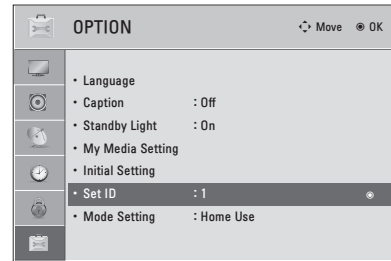 OPTION
Move OK
• Language
• Caption : Off
• Standby Light : On
• My Media Setting
• Initial Setting
• Set ID : 1
• Mode Setting : Home Use